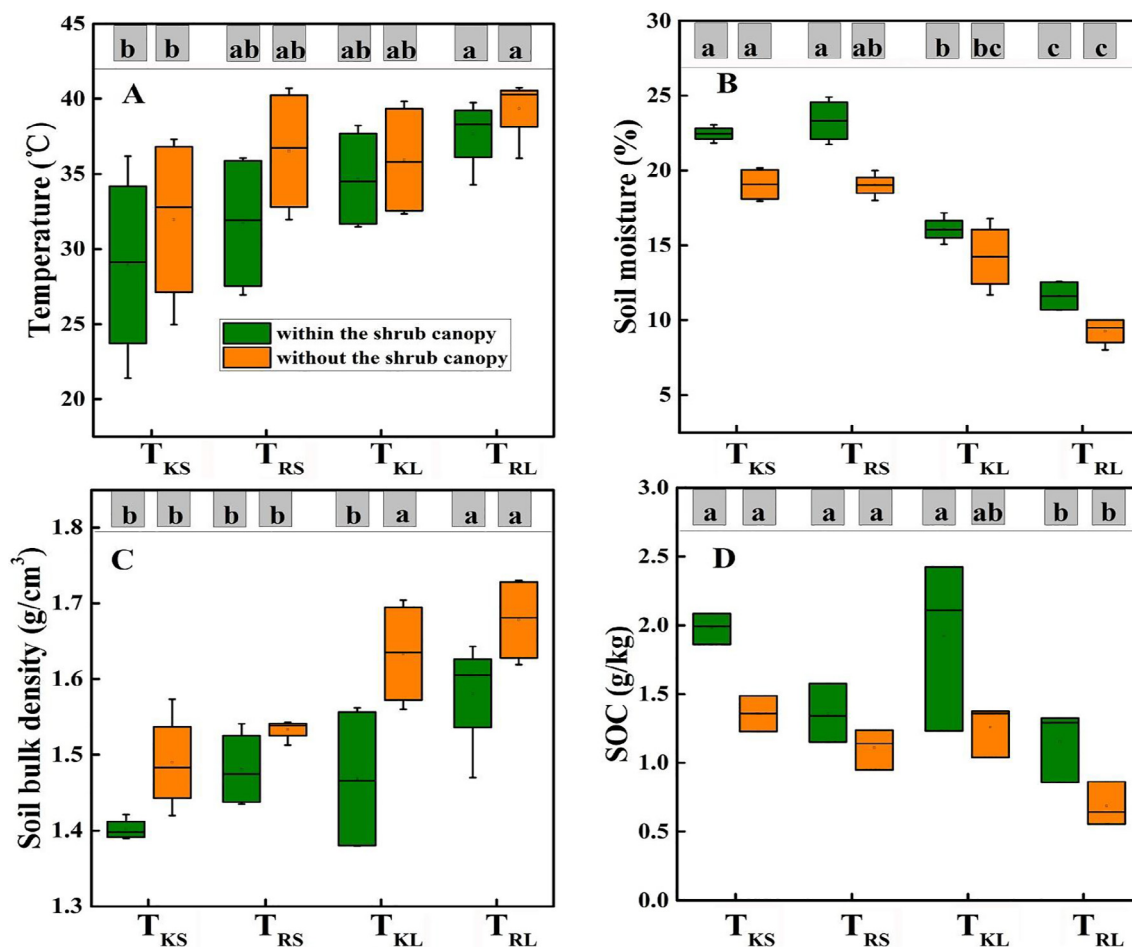 45
40
35
30
25
20
Temperature (℃)
b b ab ab ab ab a a
A
within the shrub canopy
without the shrub canopy
TKS TRS TKL TRL
30
25
20
15
10
5
Soil moisture (%)
a a a ab b bc c c
B
TKS TRS TKL TRL
1.8
1.7
1.6
1.5
1.4
1.3
Soil bulk density (g/cm³)
b b b b b a a a
C
TKS TRS TKL TRL
3.0
2.5
2.0
1.5
1.0
0.5
0.0
SOC (g/kg)
a a a a a ab b b
D
TKS TRS TKL TRL